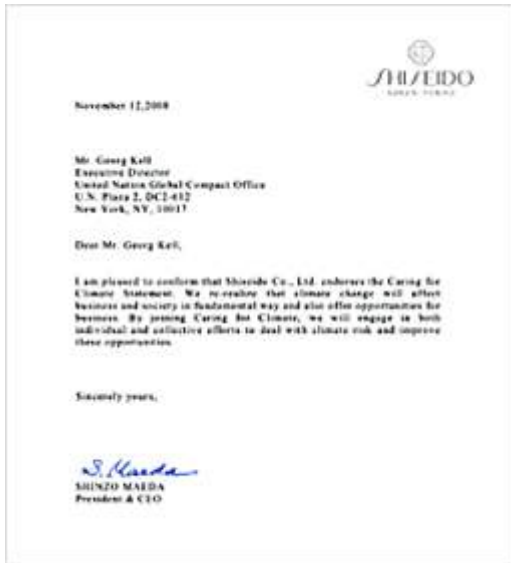 SHISEIDO
GINZA TOKYO
November 12,2008
Mr. Georg Kell
Executive Director
United Nation Global Compact Office
U.N. Plaza 2, DC2-612
New York, NY, 10017
Dear Mr. Georg Kell,
I am pleased to conform that Shiseido Co., Ltd. endorses the Caring for
Climate Statement. We re-realize that climate change will affect
business and society in fundamental way and also offer opportunities for
business. By joining Caring for Climate, we will engage in both
individual and collective efforts to deal with climate risk and improve
these opportunities.
Sincerely yours,
S. Maeda
SHINZO MAEDA
President & CEO